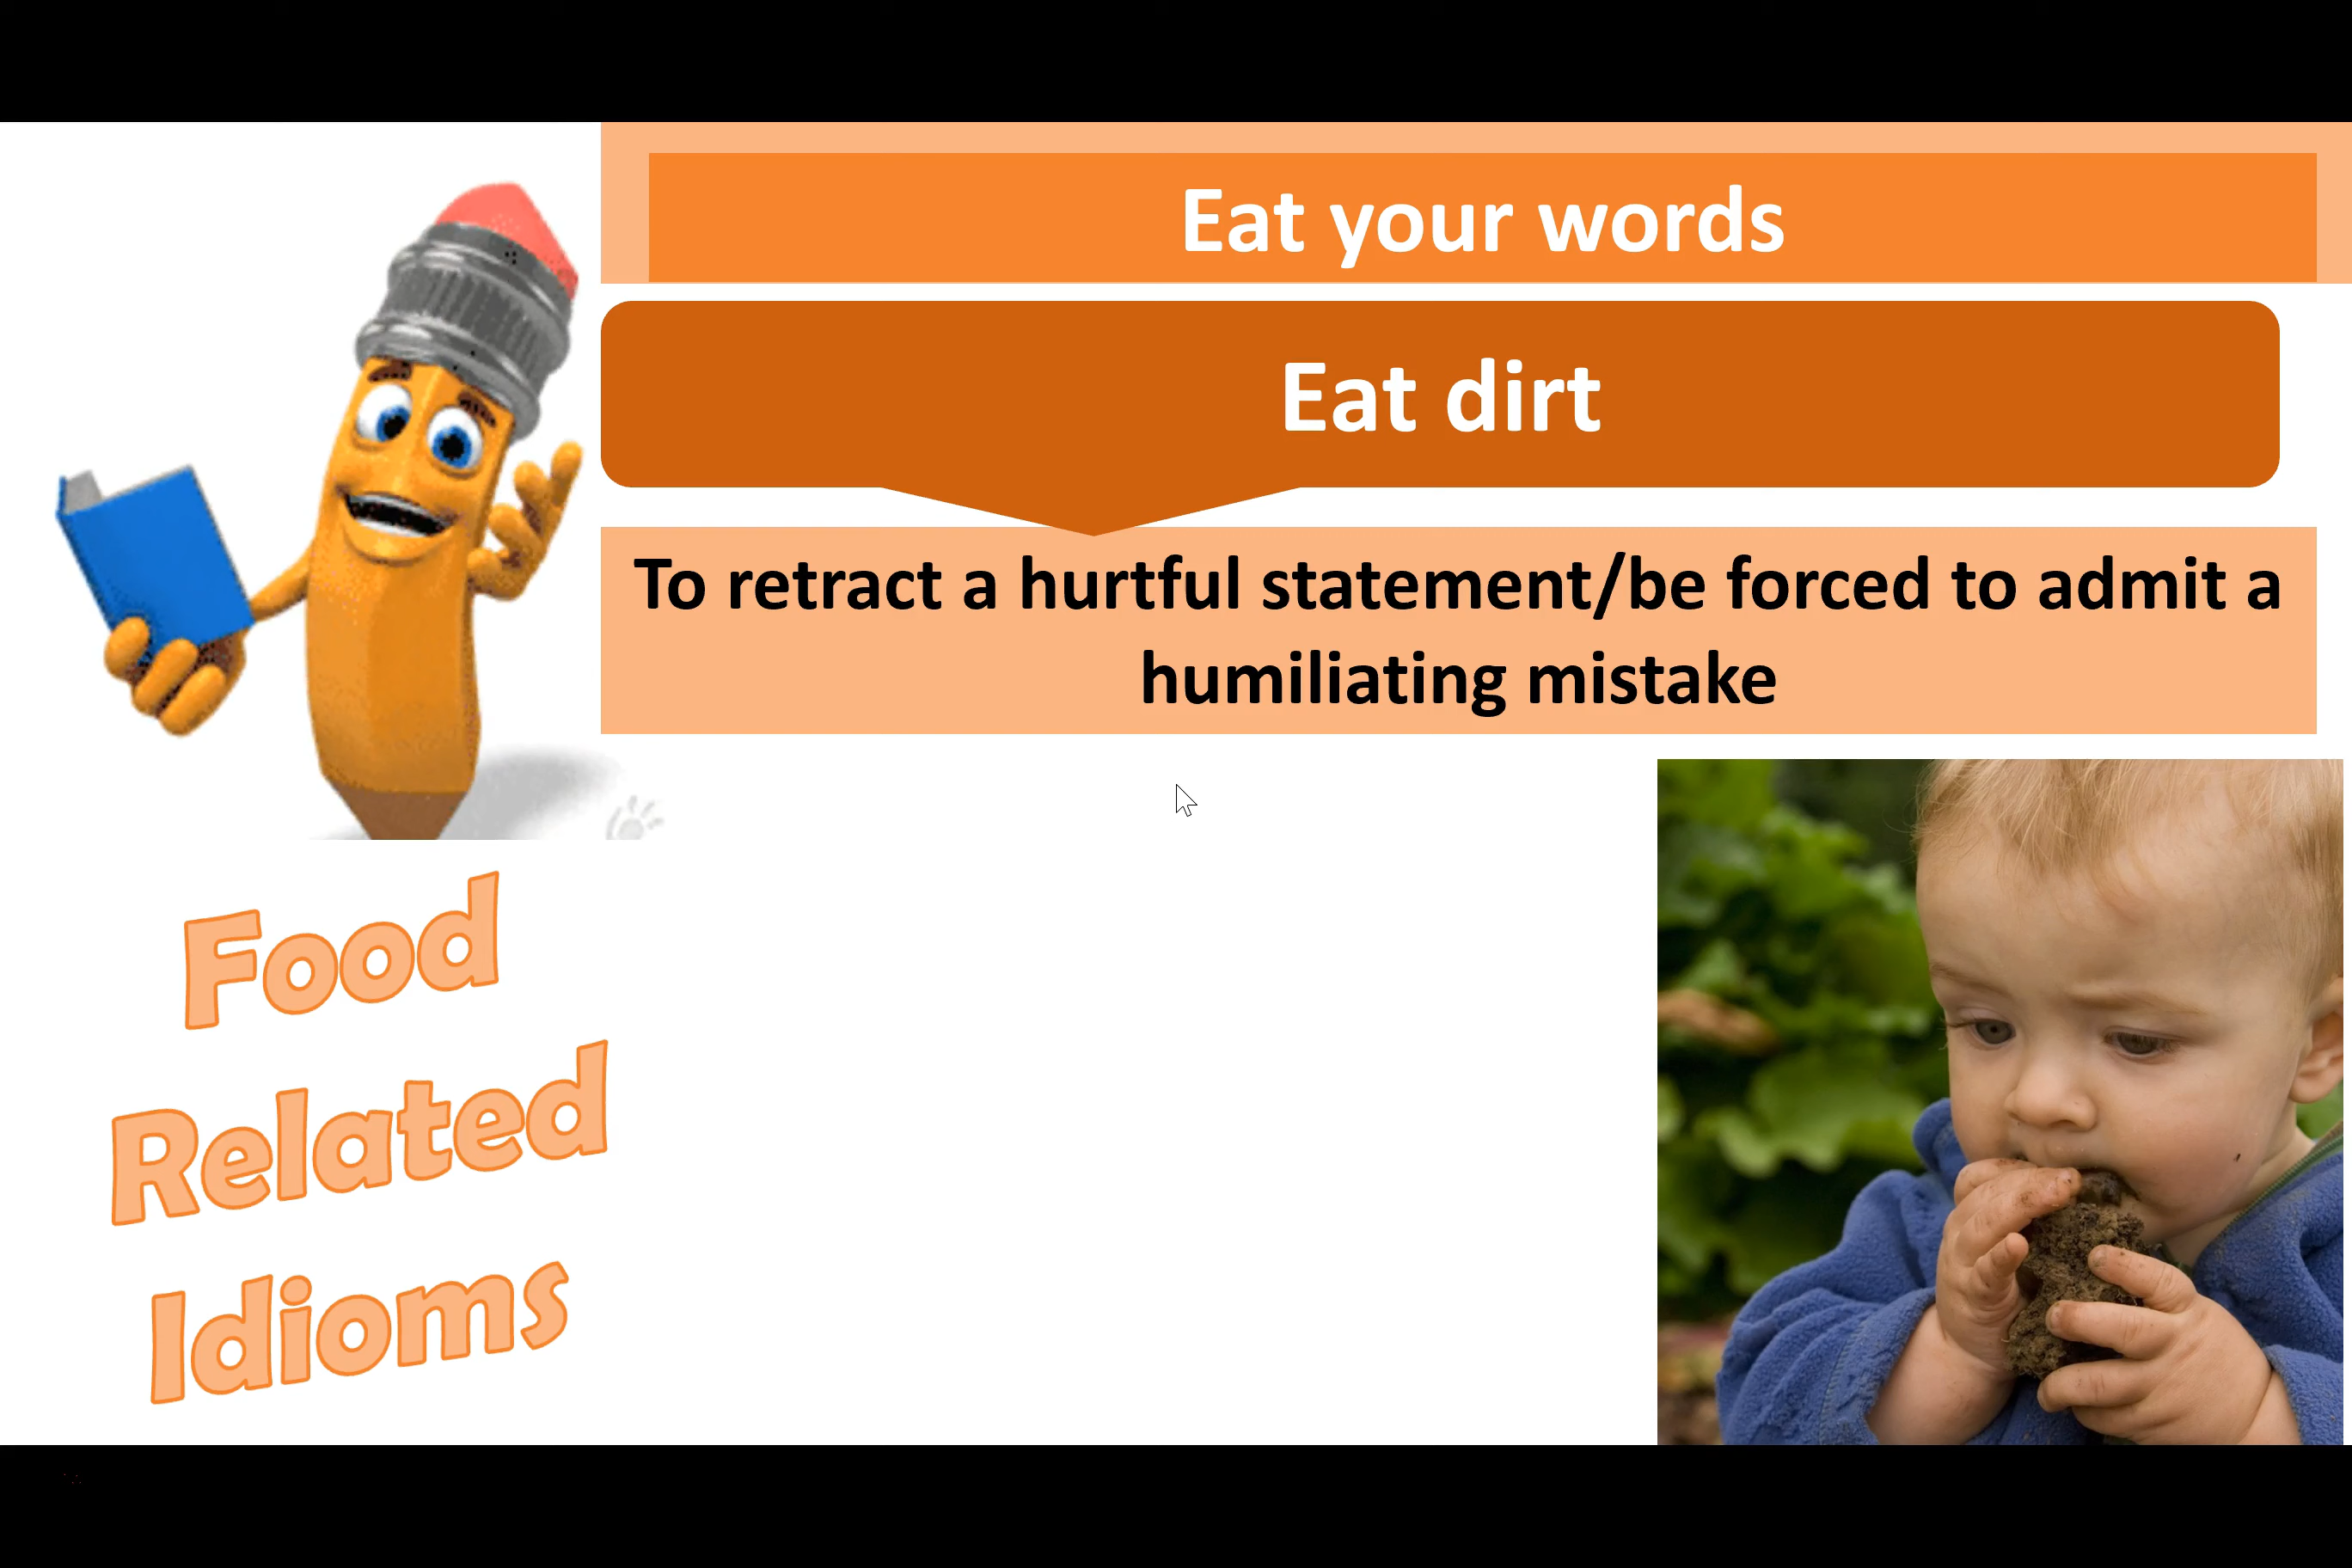 Eat your words
Eat dirt
To retract a hurtful statement/be forced to admit a
humiliating mistake
Food
Related
Idioms